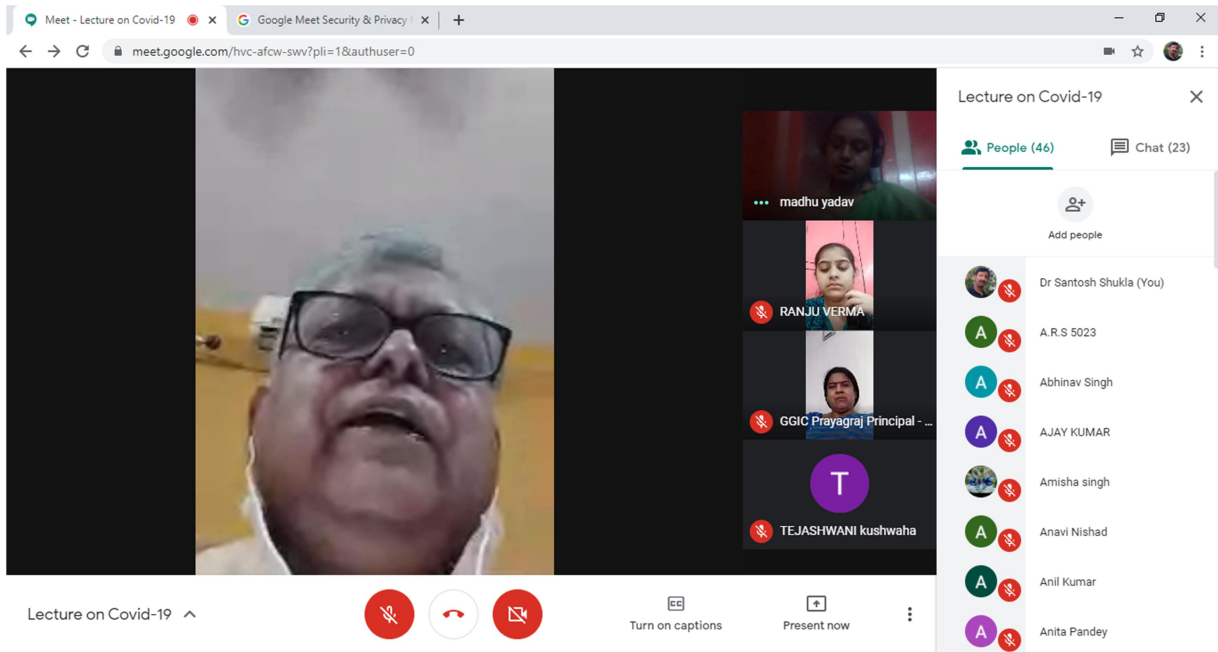 Meet - Lecture on Covid-19
Google Meet Security & Privacy
meet.google.com/hvc-afcw-swv?pli=1&authuser=0
madhu yadav
RANJU VERMA
GGIC Prayagraj Principal - ...
T
TEJASHWANI kushwaha
Lecture on Covid-19
People (46)
Chat (23)
Add people
Dr Santosh Shukla (You)
A
A.R.S 5023
A
Abhinav Singh
A
AJAY KUMAR
Amisha singh
A
Anavi Nishad
A
Anil Kumar
A
Anita Pandey
Lecture on Covid-19
CC
Turn on captions
Present now